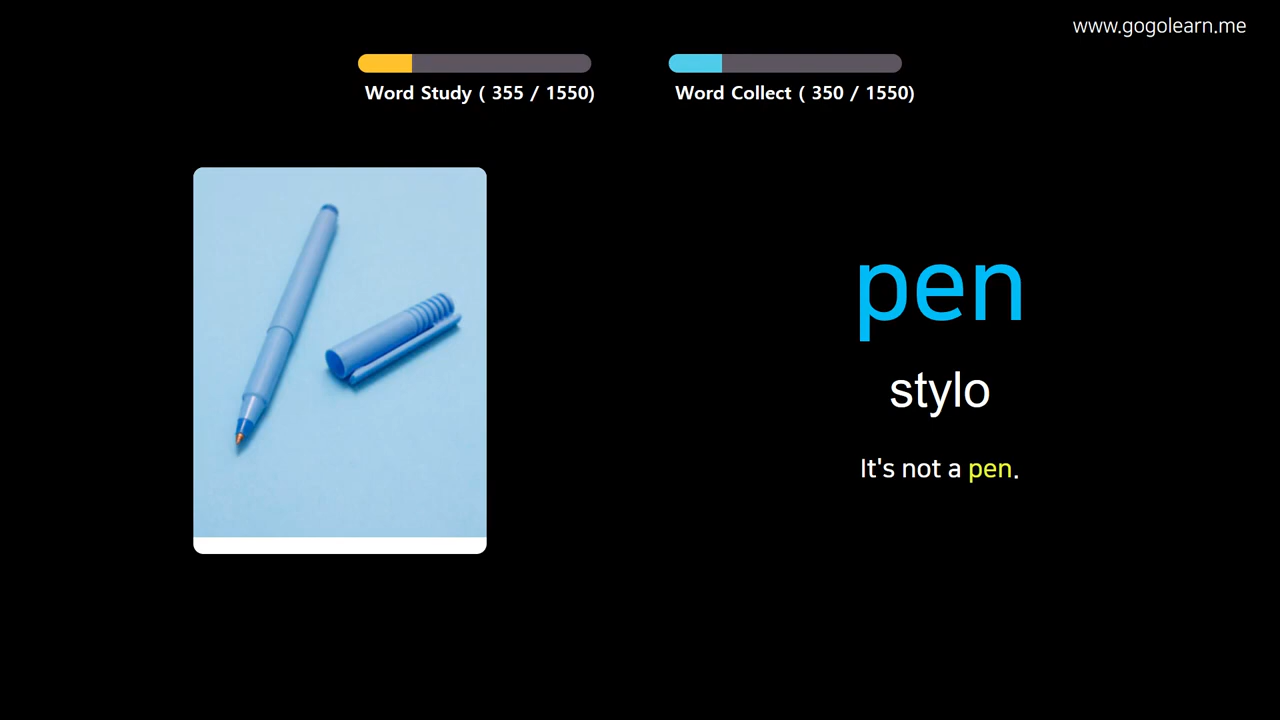 www.gogolearn.me
Word Study ( 355 / 1550)
Word Collect ( 350 / 1550)
pen
stylo
It's not a pen.